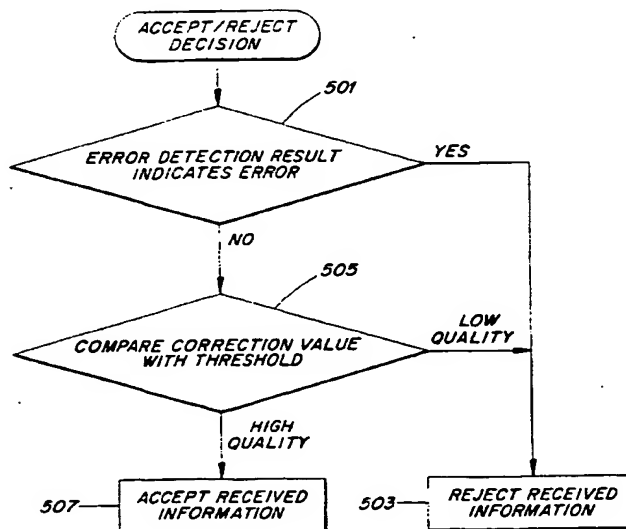 ACCEPT/REJECT
DECISION
501
ERROR DETECTION RESULT
INDICATES ERROR
YES
NO
505
COMPARE CORRECTION VALUE
WITH THRESHOLD
LOW
QUALITY
HIGH
QUALITY
507
ACCEPT RECEIVED
INFORMATION
503
REJECT RECEIVED
INFORMATION